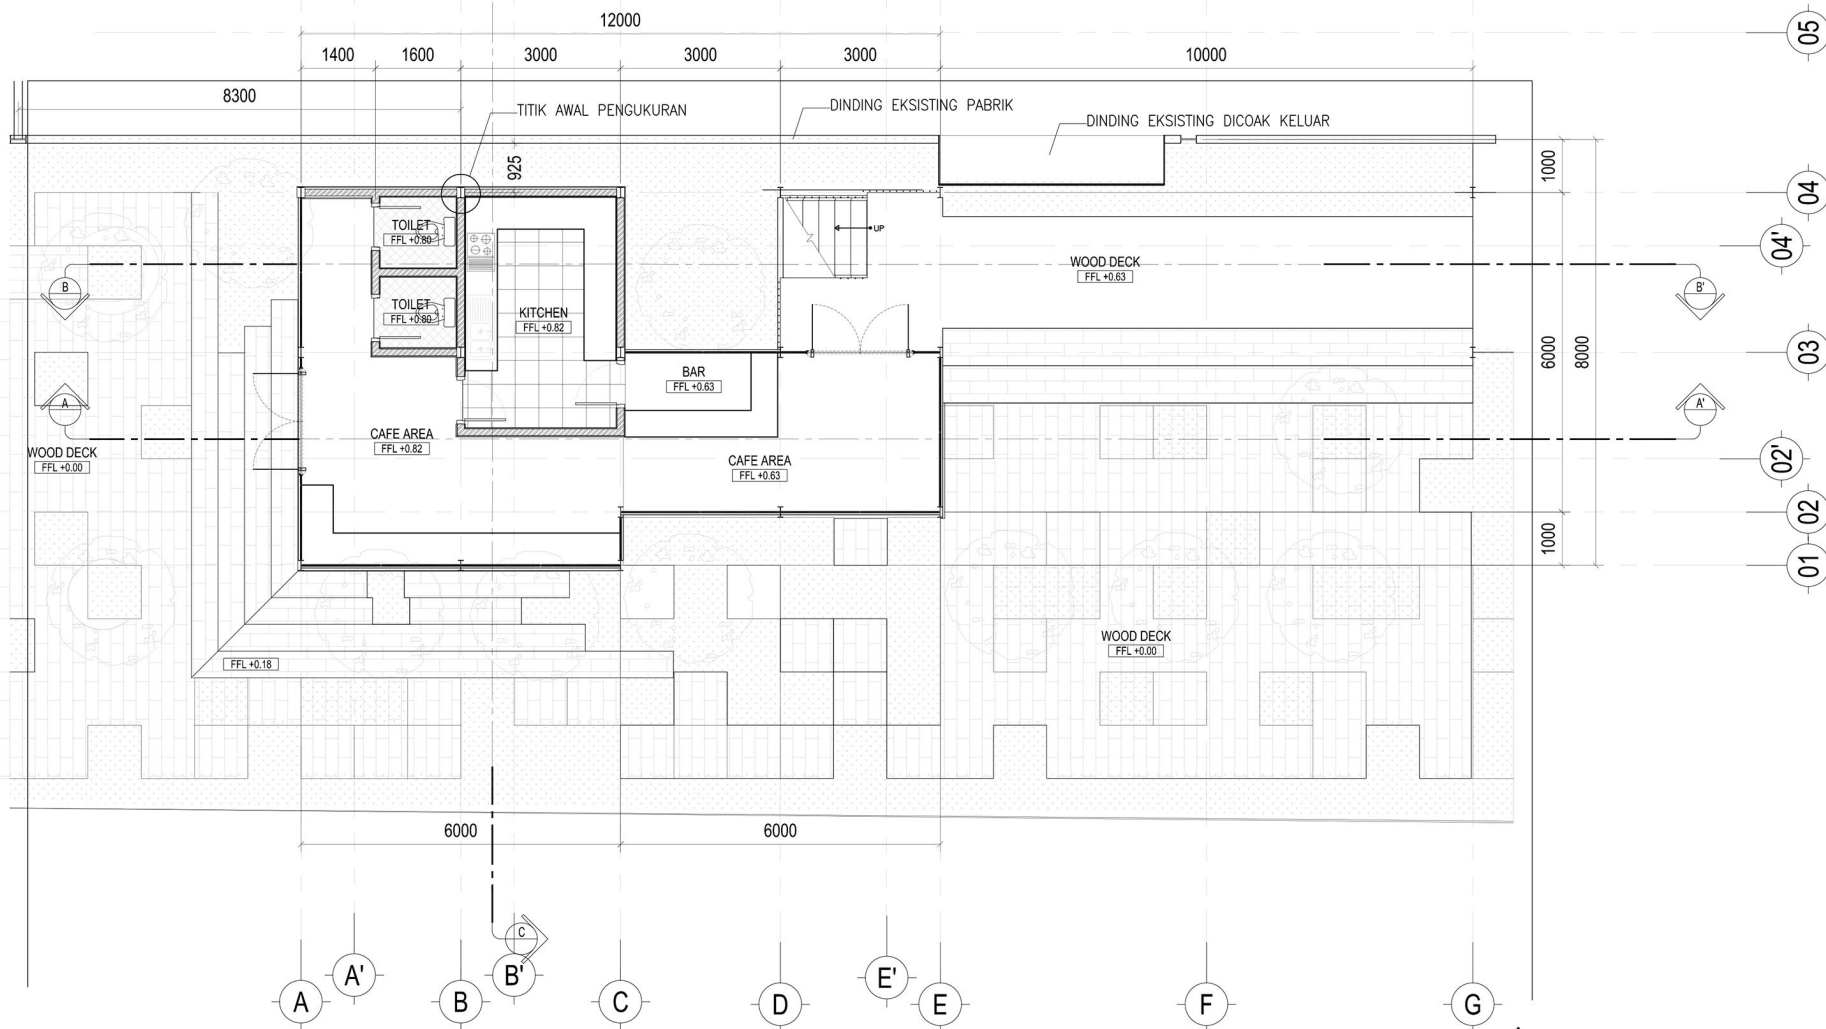 12000
05
1400
1600
3000
3000
3000
10000
8300
TITIK AWAL PENGUKURAN
DINDING EKSISTING PABRIK
DINDING EKSISTING DICOAK KELUAR
925
1000
04
TOILET
FFL +0.80
UP
04'
WOOD DECK
FFL +0.63
B
B'
TOILET
FFL +0.80
KITCHEN
FFL +0.82
6000
8000
03
BAR
FFL +0.63
A
A'
CAFE AREA
FFL +0.82
WOOD DECK
FFL +0.00
CAFE AREA
FFL +0.63
02'
02
1000
01
WOOD DECK
FFL +0.00
FFL +0.18
6000
6000
C
A'
B'
E'
A
B
C
D
E
F
G